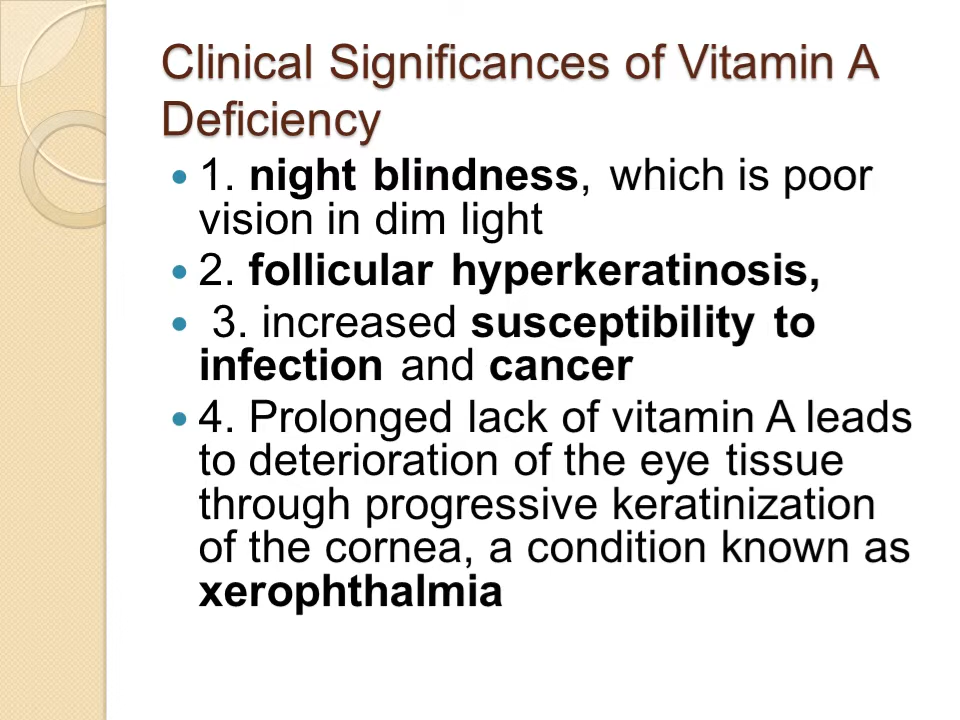 Clinical Significances of Vitamin A
Deficiency
• 1. night blindness, which is poor
vision in dim light
• 2. follicular hyperkeratinosis,
• 3. increased susceptibility to
infection and cancer
• 4. Prolonged lack of vitamin A leads
to deterioration of the eye tissue
through progressive keratinization
of the cornea, a condition known as
xerophthalmia